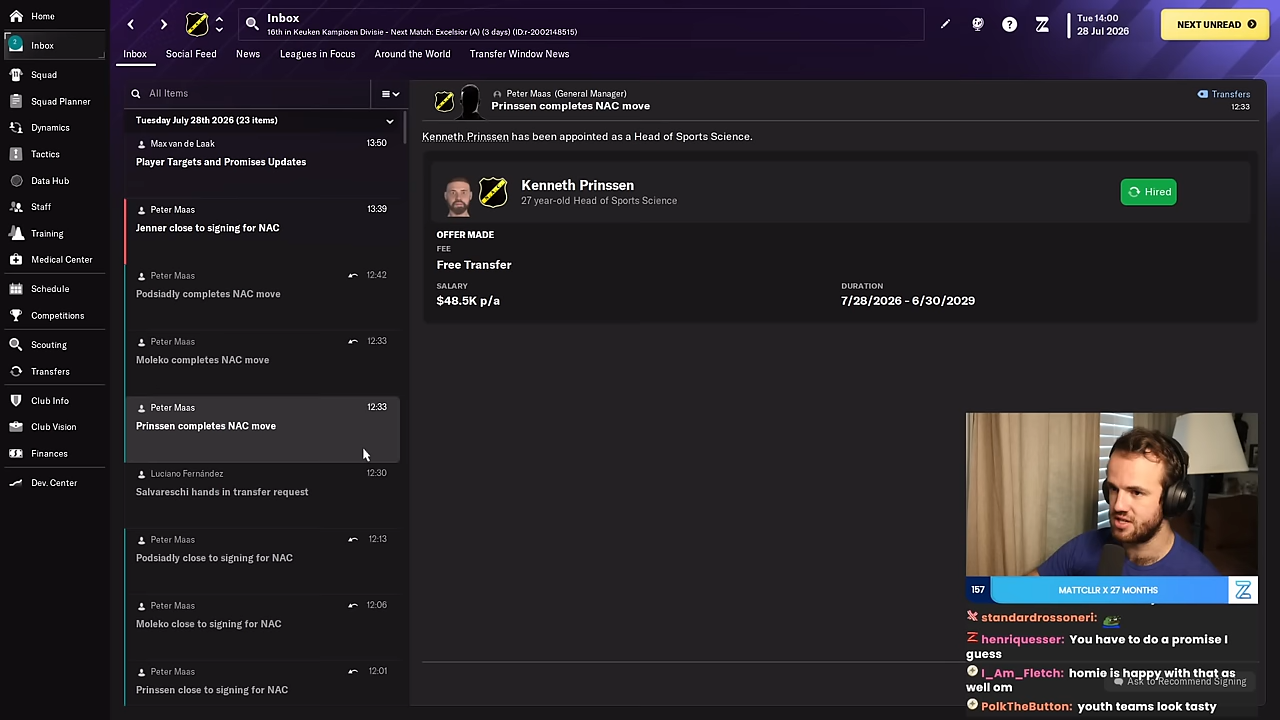 Home
Inbox
2
Squad
Squad Planner
Dynamics
Tactics
Data Hub
Staff
Training
Medical Center
Schedule
Competitions
Scouting
Transfers
Club Info
Club Vision
Finances
Dev. Center
Inbox
16th in Keuken Kampioen Divisie - Next Match: Excelsior (A) (3 days) (ID:r-2002148515)
Tue 14:00
28 Jul 2026
NEXT UNREAD
Inbox Social Feed News Leagues in Focus Around the World Transfer Window News
All Items
Tuesday July 28th 2026 (23 items)
Max van de Laak 13:50
Player Targets and Promises Updates
Peter Maas 13:39
Jenner close to signing for NAC
Peter Maas 12:42
Podsiadly completes NAC move
Peter Maas 12:33
Moleko completes NAC move
Peter Maas 12:33
Prinssen completes NAC move
Luciano Fernández 12:30
Salvareschi hands in transfer request
Peter Maas 12:13
Podsiadly close to signing for NAC
Peter Maas 12:06
Moleko close to signing for NAC
Peter Maas 12:01
Prinssen close to signing for NAC
Peter Maas (General Manager)
Prinssen completes NAC move
Transfers
12:33
Kenneth Prinssen has been appointed as a Head of Sports Science.
Kenneth Prinssen
27 year-old Head of Sports Science
Hired
OFFER MADE
FEE
Free Transfer
SALARY
$48.5K p/a
DURATION
7/28/2026 - 6/30/2029
157 MATTCLLR X 27 MONTHS
standardrossoneri:
henriquesser: You have to do a promise I
guess
I_Am_Fletch: homie is happy with that as
well om
Ask to Recommend Signing
PolkTheButton: youth teams look tasty